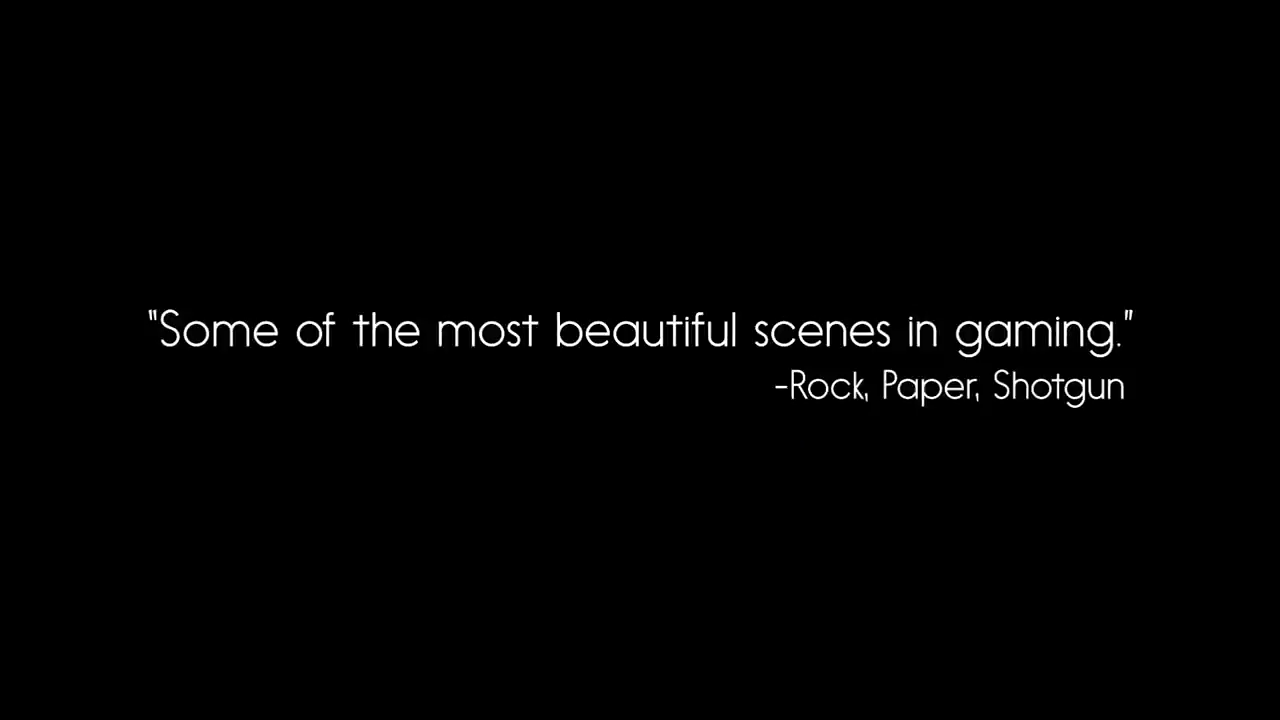 "Some of the most beautiful scenes in gaming."
-Rock, Paper, Shotgun